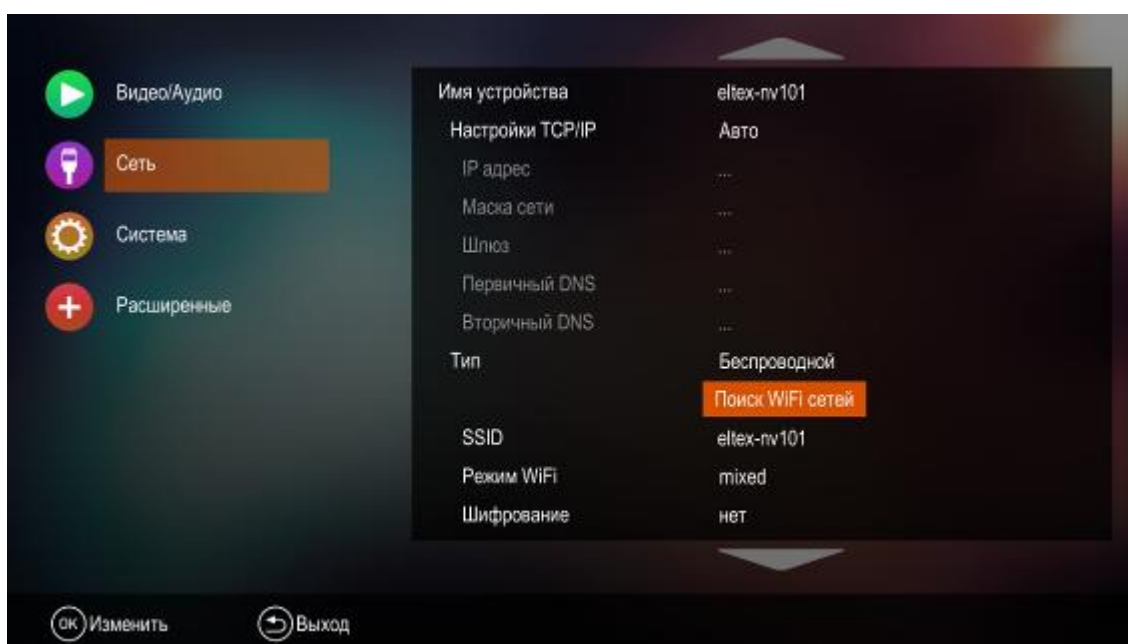 Видео/Аудио
Сеть
Система
Расширенные
Имя устройства eltex-nv101
Настройки TCP/IP Авто
IP адрес ...
Маска сети ...
Шлюз ...
Первичный DNS ...
Вторичный DNS ...
Тип Беспроводной
Поиск WiFi сетей
SSID eltex-nv101
Режим WiFi mixed
Шифрование нет
OK Изменить Выход